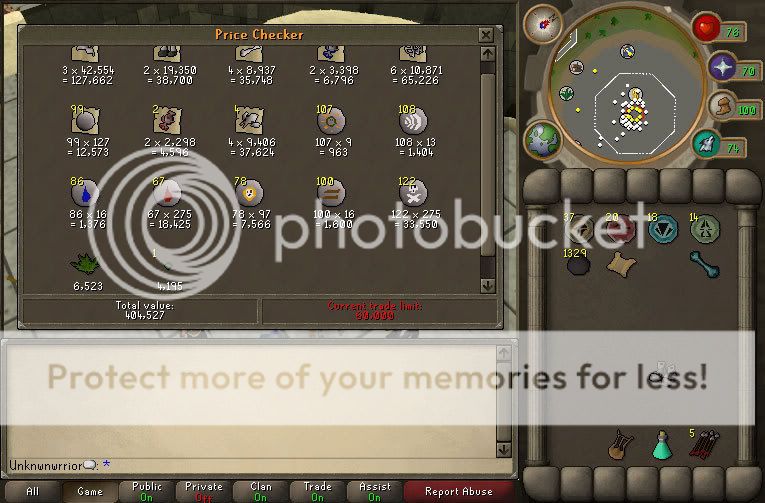 Price Checker
3 x 42,554 = 127,662
2 x 19,350 = 38,700
4 x 8,937 = 35,748
2 x 3,398 = 6,796
6 x 10,871 = 65,226
99
2
4
107
108
99 x 127 = 12,573
2 x 2,298 = 4,596
4 x 9,406 = 37,624
107 x 9 = 963
108 x 13 = 1,404
86
67
78
100
122
86 x 16 = 1,376
67 x 275 = 18,425
78 x 97 = 7,566
100 x 16 = 1,600
122 x 275 = 33,550
1
6,523
4,195
Total value:
404,527
Current trade limit:
80,000
78
70
100
74
37
20
18
14
1329
5
photobucket
Protect more of your memories for less!
Unknwnwrrior: *
All
Game
Public
On
Private
Off
Clan
On
Trade
On
Assist
On
Report Abuse